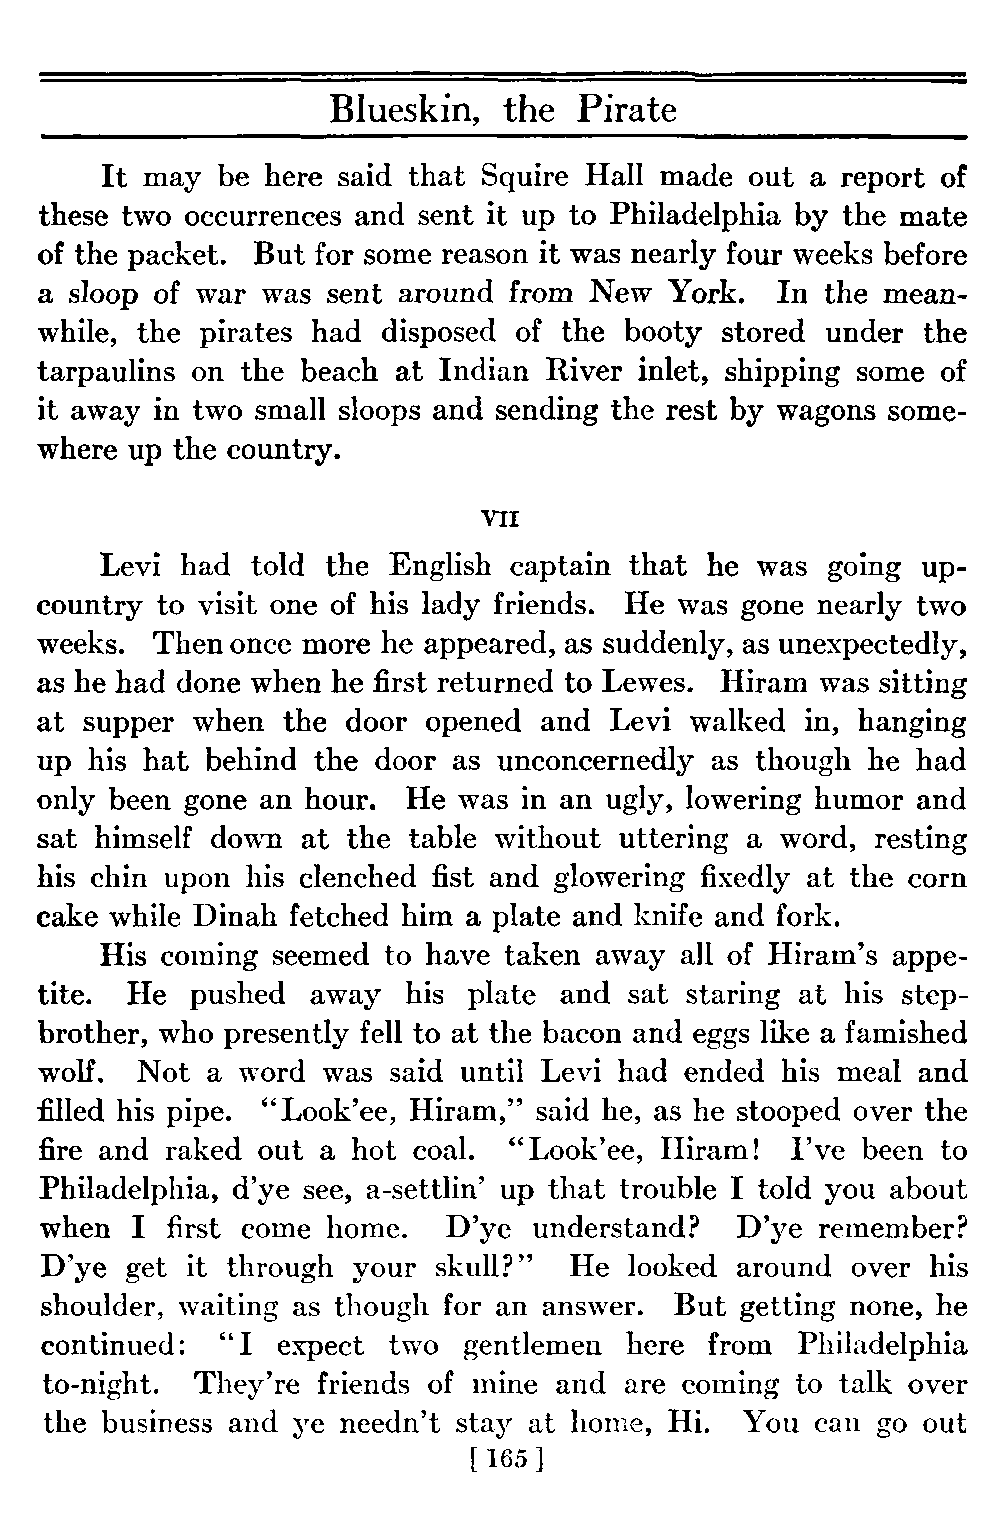 Blueskin, the Pirate
It may be here said that Squire Hall made out a report of
these two occurrences and sent it up to Philadelphia by the mate
of the packet. But for some reason it was nearly four weeks before
a sloop of war was sent around from New York. In the mean-
while, the pirates had disposed of the booty stored under the
tarpaulins on the beach at Indian River inlet, shipping some of
it away in two small sloops and sending the rest by wagons some-
where up the country.
VII
Levi had told the English captain that he was going up-
country to visit one of his lady friends. He was gone nearly two
weeks. Then once more he appeared, as suddenly, as unexpectedly,
as he had done when he first returned to Lewes. Hiram was sitting
at supper when the door opened and Levi walked in, hanging
up his hat behind the door as unconcernedly as though he had
only been gone an hour. He was in an ugly, lowering humor and
sat himself down at the table without uttering a word, resting
his chin upon his clenched fist and glowering fixedly at the corn
cake while Dinah fetched him a plate and knife and fork.
His coming seemed to have taken away all of Hiram's appe-
tite. He pushed away his plate and sat staring at his step-
brother, who presently fell to at the bacon and eggs like a famished
wolf. Not a word was said until Levi had ended his meal and
filled his pipe. "Look'ee, Hiram," said he, as he stooped over the
fire and raked out a hot coal. "Look'ee, Hiram! I've been to
Philadelphia, d'ye see, a-settlin' up that trouble I told you about
when I first come home. D'ye understand? D'ye remember?
D'ye get it through your skull?" He looked around over his
shoulder, waiting as though for an answer. But getting none, he
continued: "I expect two gentlemen here from Philadelphia
to-night. They're friends of mine and are coming to talk over
the business and ye needn't stay at home, Hi. You can go out
[ 165 ]